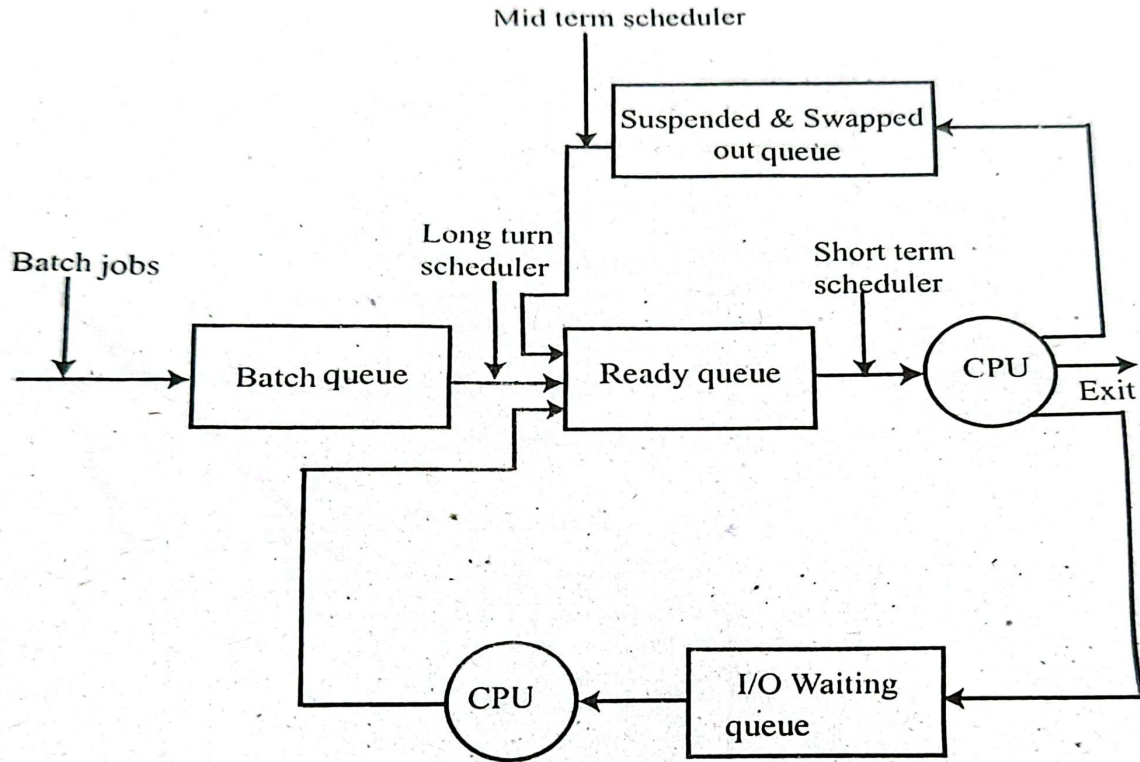 Mid term scheduler
Suspended & Swapped
out queue
Long turn
scheduler
Short term
scheduler
Batch jobs
Batch queue
Ready queue
CPU
Exit
CPU
I/O Waiting
queue